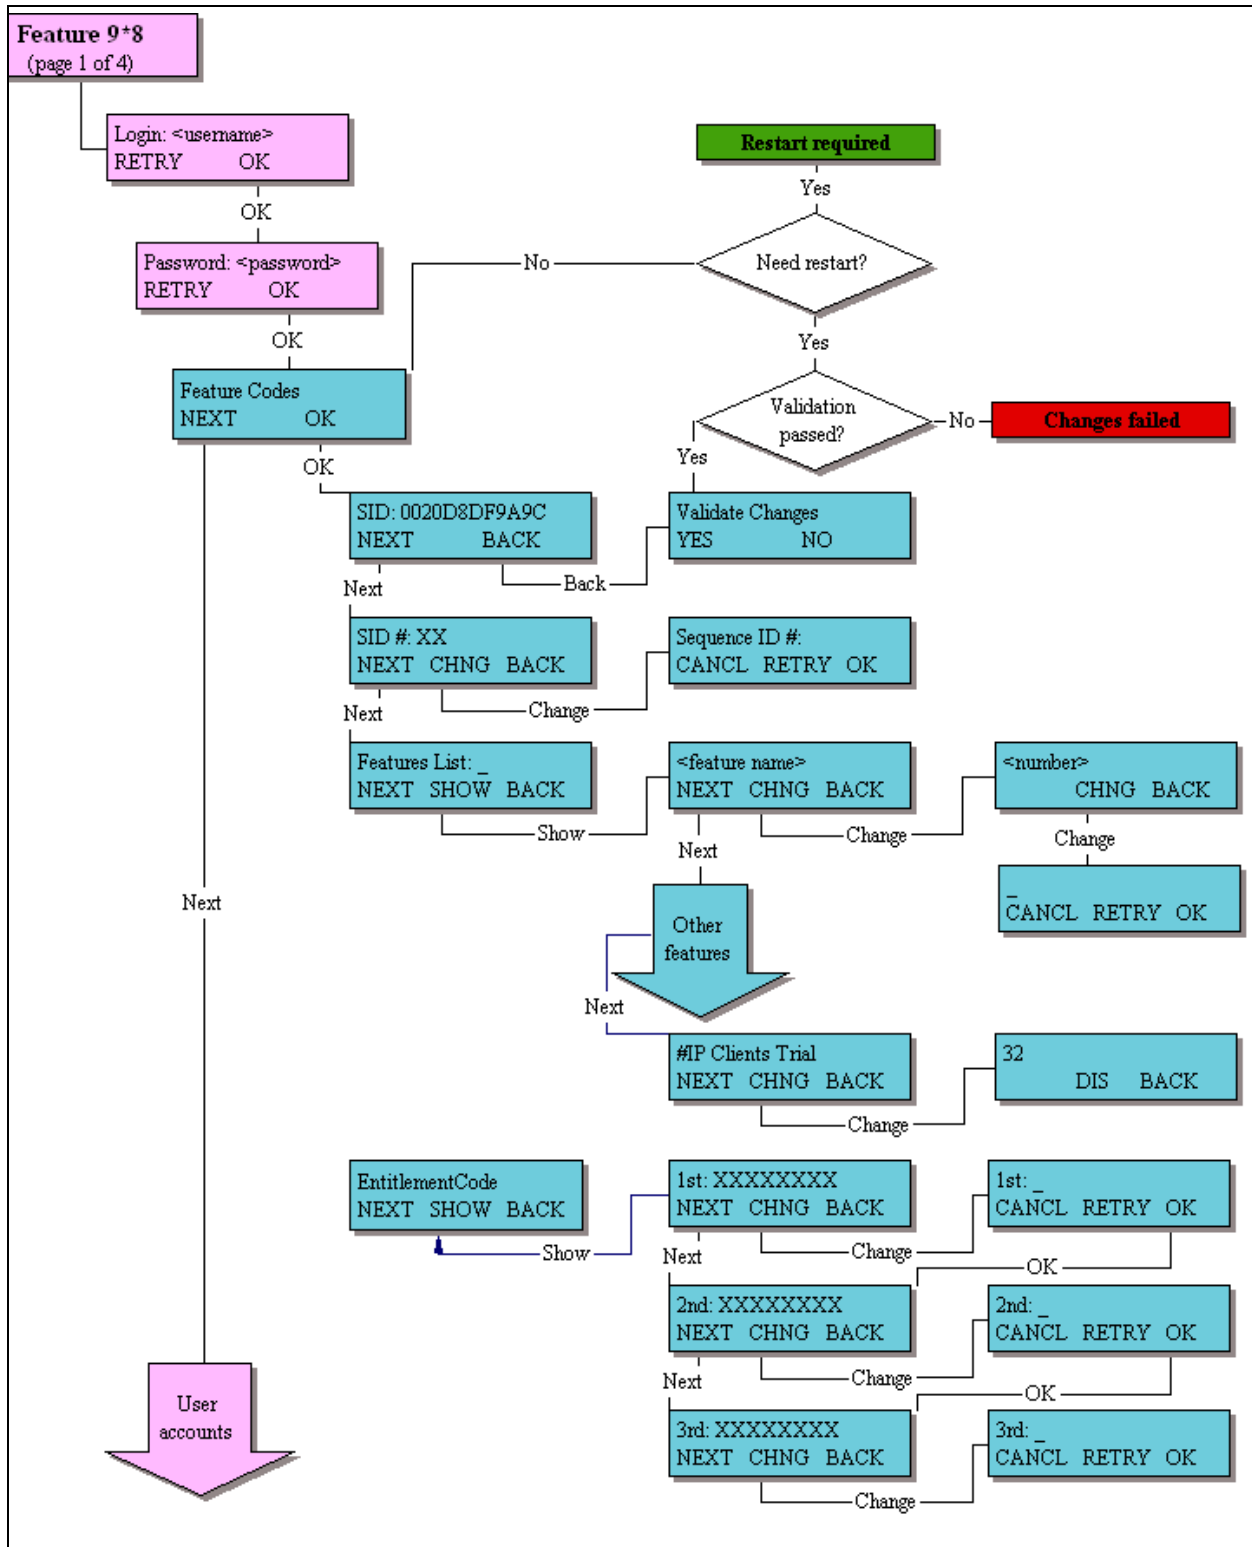 Feature 9*8
(page 1 of 4)
Login: <username>
RETRY OK
OK
Password: <password>
RETRY OK
OK
Restart required
Yes
Need restart?
No
Yes
Validation
passed?
No
Changes failed
Yes
Feature Codes
NEXT OK
OK
SID: 0020D8DF9A9C
NEXT BACK
Validate Changes
YES NO
Back
Next
SID #: XX
NEXT CHNG BACK
Sequence ID #:
CANCL RETRY OK
Change
Next
Features List: _
NEXT SHOW BACK
<feature name>
NEXT CHNG BACK
<number>
CHNG BACK
Show
Change
Change
Next
_
CANCL RETRY OK
Next
Other
features
Next
#IP Clients Trial
NEXT CHNG BACK
32
DIS BACK
Change
EntitlementCode
NEXT SHOW BACK
1st: XXXXXXXX
NEXT CHNG BACK
1st: _
CANCL RETRY OK
Show
Next
Change
OK
2nd: XXXXXXXX
NEXT CHNG BACK
2nd: _
CANCL RETRY OK
Next
Change
OK
3rd: XXXXXXXX
NEXT CHNG BACK
3rd: _
CANCL RETRY OK
Change
User
accounts